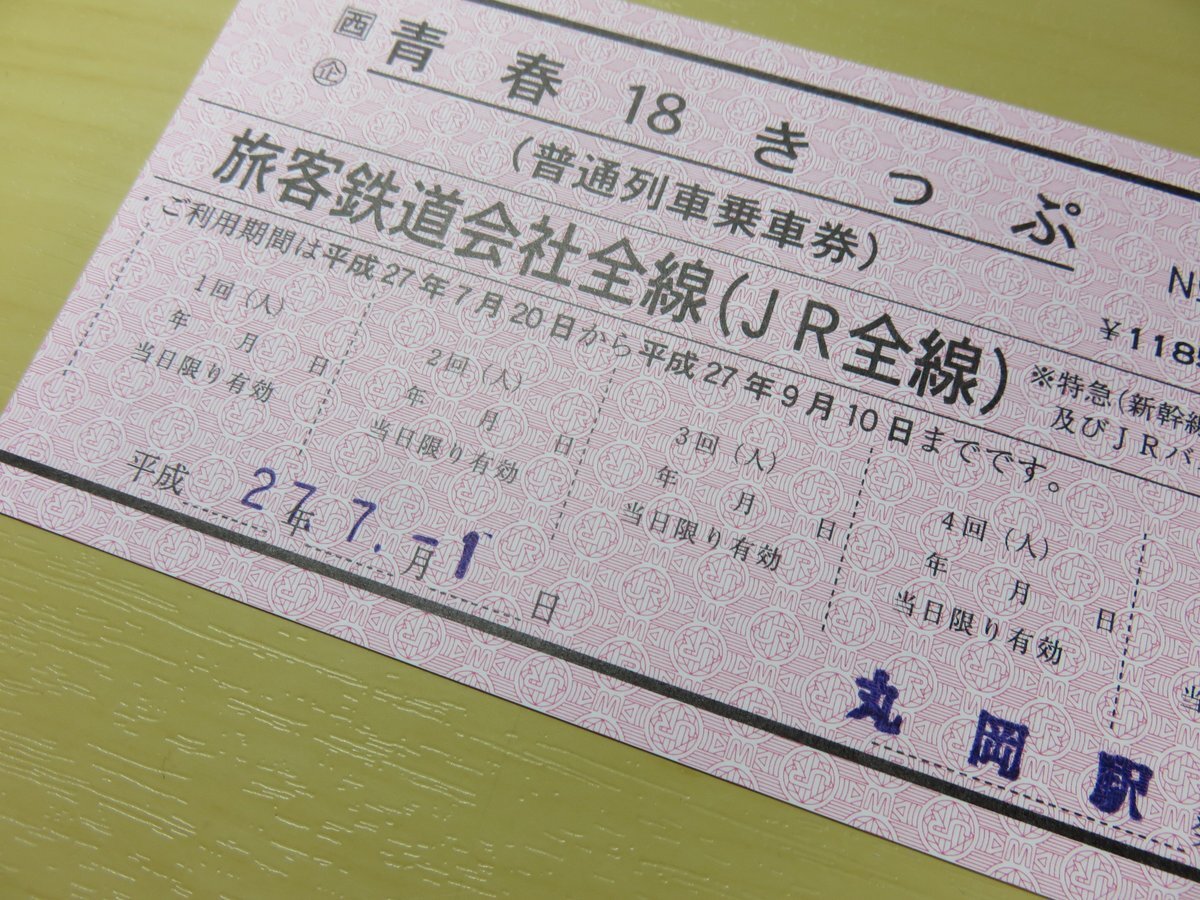 西 青春18きっぷ
企
(普通列車乗車券)
旅客鉄道会社全線(JR全線)
¥1185
※特急(新幹線
及びJRバ
・ご利用期間は平成27年7月20日から平成27年9月10日までです。
1回(人)
年 月 日
当日限り有効
2回(人)
年 月 日
当日限り有効
3回(人)
年 月 日
当日限り有効
4回(人)
年 月 日
当日限り有効
平成 27年 7.-月1 日
丸岡駅